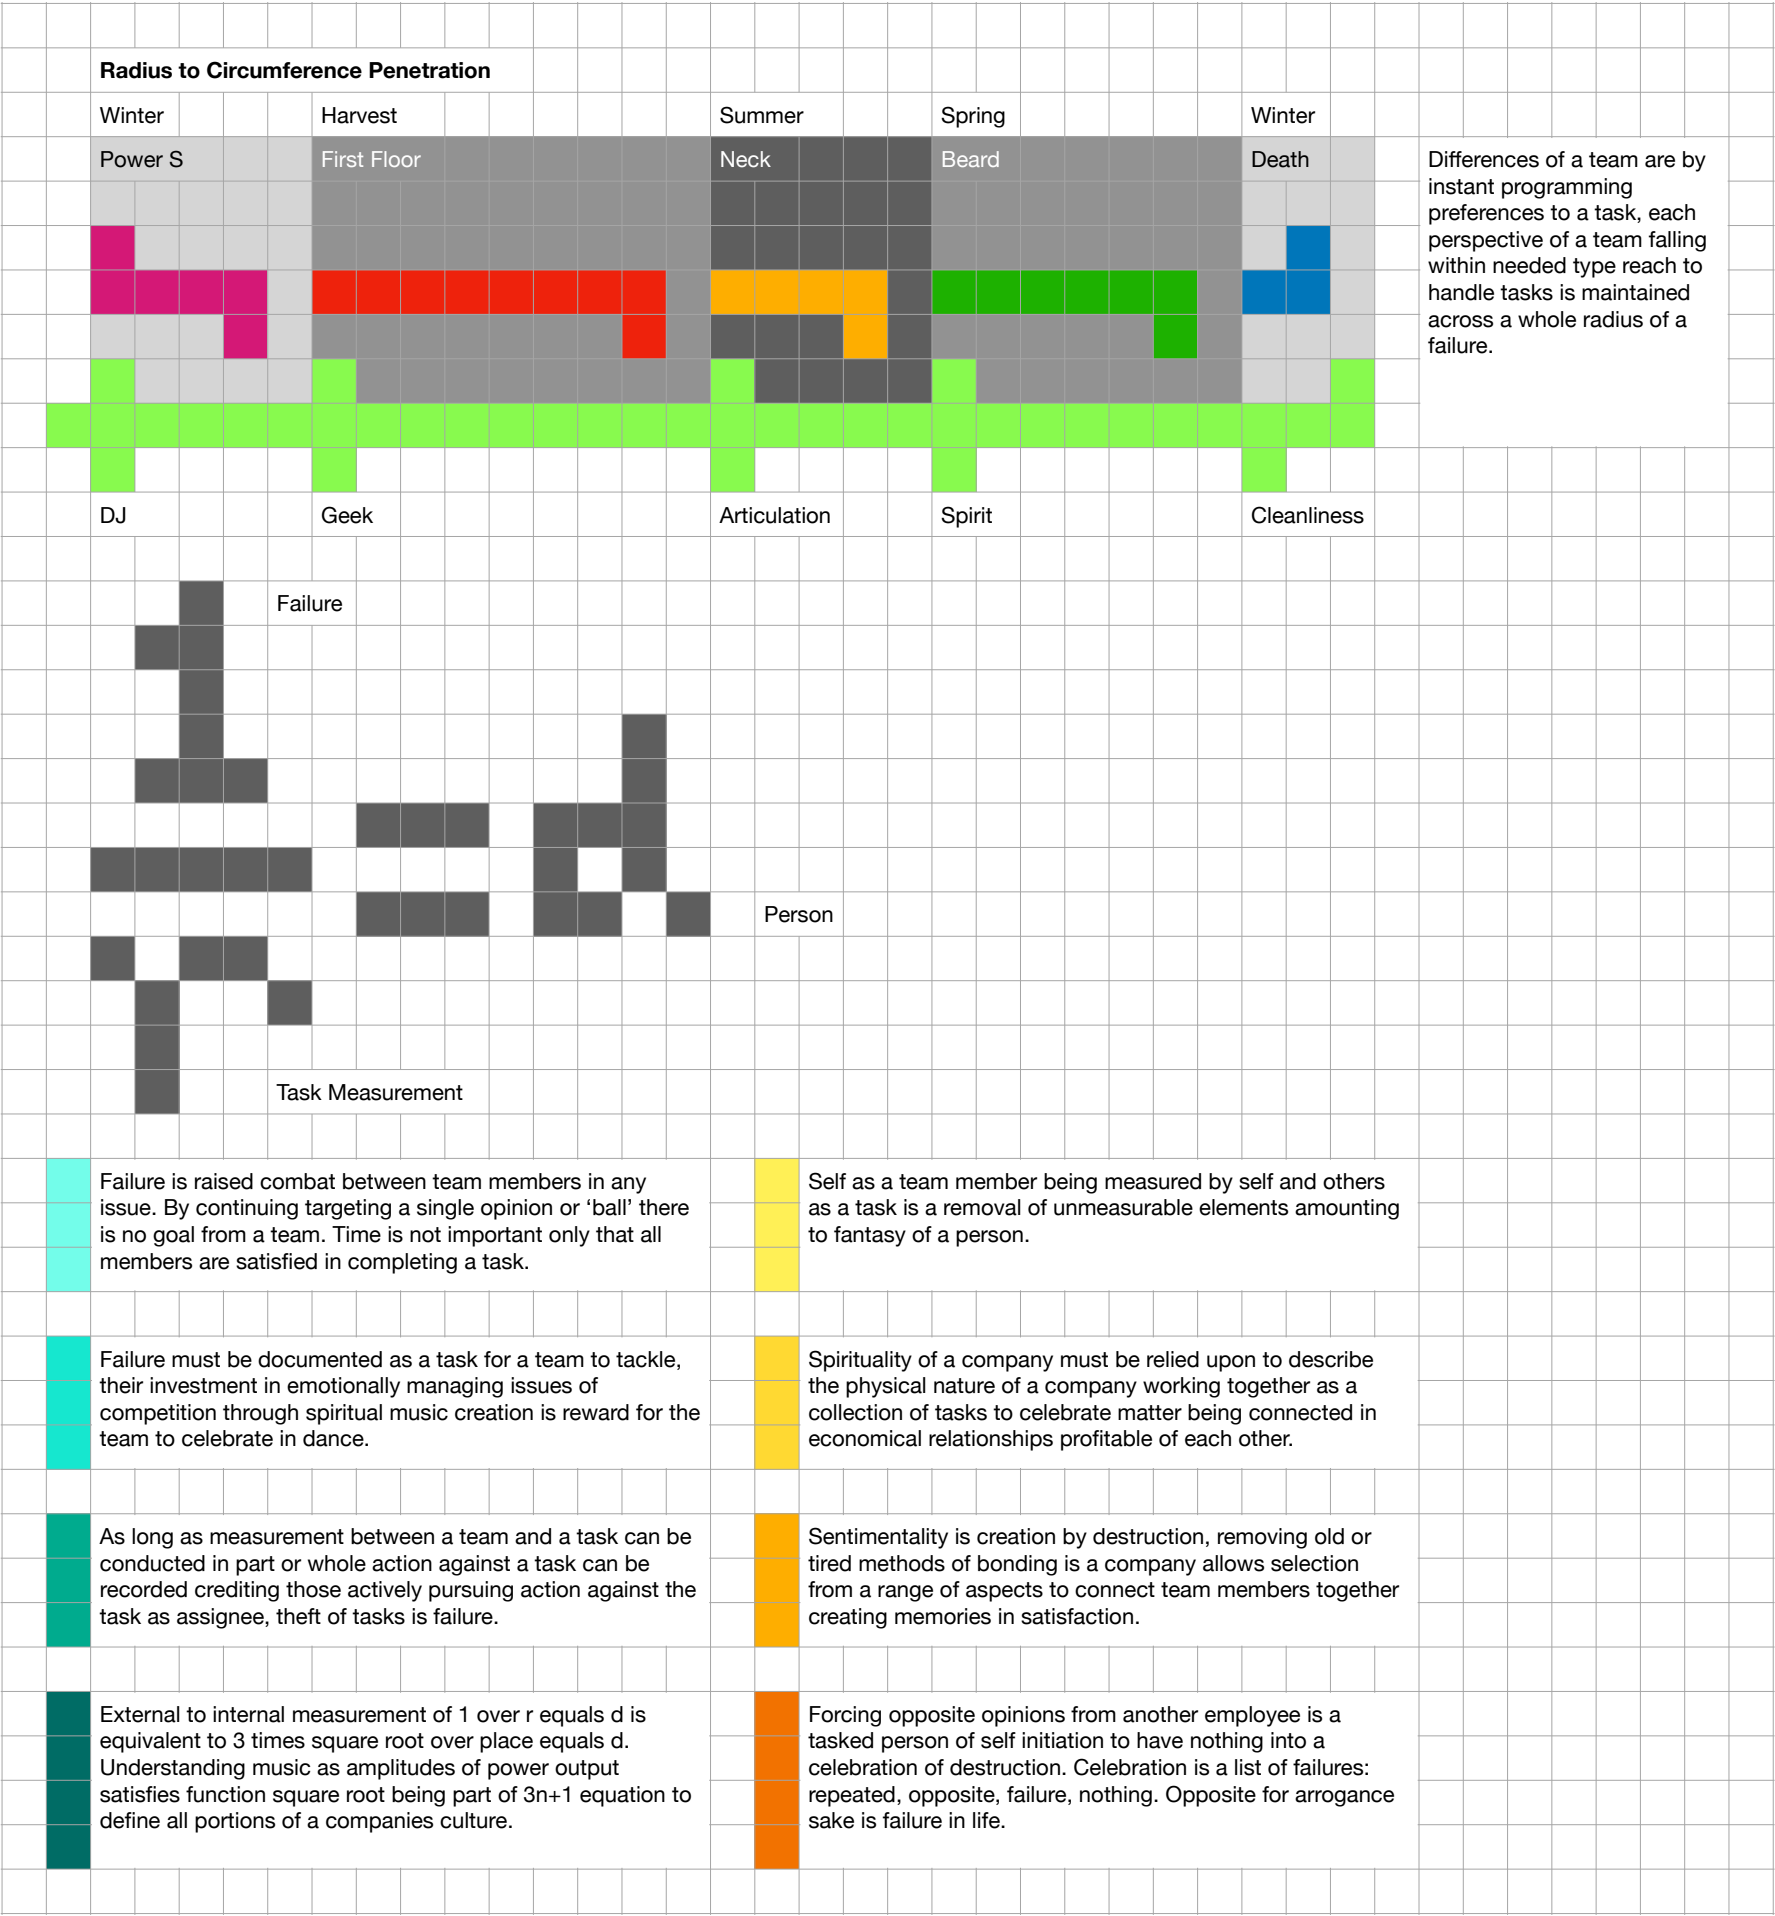 Radius to Circumference Penetration
Winter Harvest Summer Spring Winter
Power S First Floor Neck Beard Death
Differences of a team are by
instant programming
preferences to a task, each
perspective of a team falling
within needed type reach to
handle tasks is maintained
across a whole radius of a
failure.
DJ Geek Articulation Spirit Cleanliness
Failure
Person
Task Measurement
Failure is raised combat between team members in any
issue. By continuing targeting a single opinion or ‘ball’ there
is no goal from a team. Time is not important only that all
members are satisfied in completing a task.
Self as a team member being measured by self and others
as a task is a removal of unmeasurable elements amounting
to fantasy of a person.
Failure must be documented as a task for a team to tackle,
their investment in emotionally managing issues of
competition through spiritual music creation is reward for the
team to celebrate in dance.
Spirituality of a company must be relied upon to describe
the physical nature of a company working together as a
collection of tasks to celebrate matter being connected in
economical relationships profitable of each other.
As long as measurement between a team and a task can be
conducted in part or whole action against a task can be
recorded crediting those actively pursuing action against the
task as assignee, theft of tasks is failure.
Sentimentality is creation by destruction, removing old or
tired methods of bonding is a company allows selection
from a range of aspects to connect team members together
creating memories in satisfaction.
External to internal measurement of 1 over r equals d is
equivalent to 3 times square root over place equals d.
Understanding music as amplitudes of power output
satisfies function square root being part of 3n+1 equation to
define all portions of a companies culture.
Forcing opposite opinions from another employee is a
tasked person of self initiation to have nothing into a
celebration of destruction. Celebration is a list of failures:
repeated, opposite, failure, nothing. Opposite for arrogance
sake is failure in life.